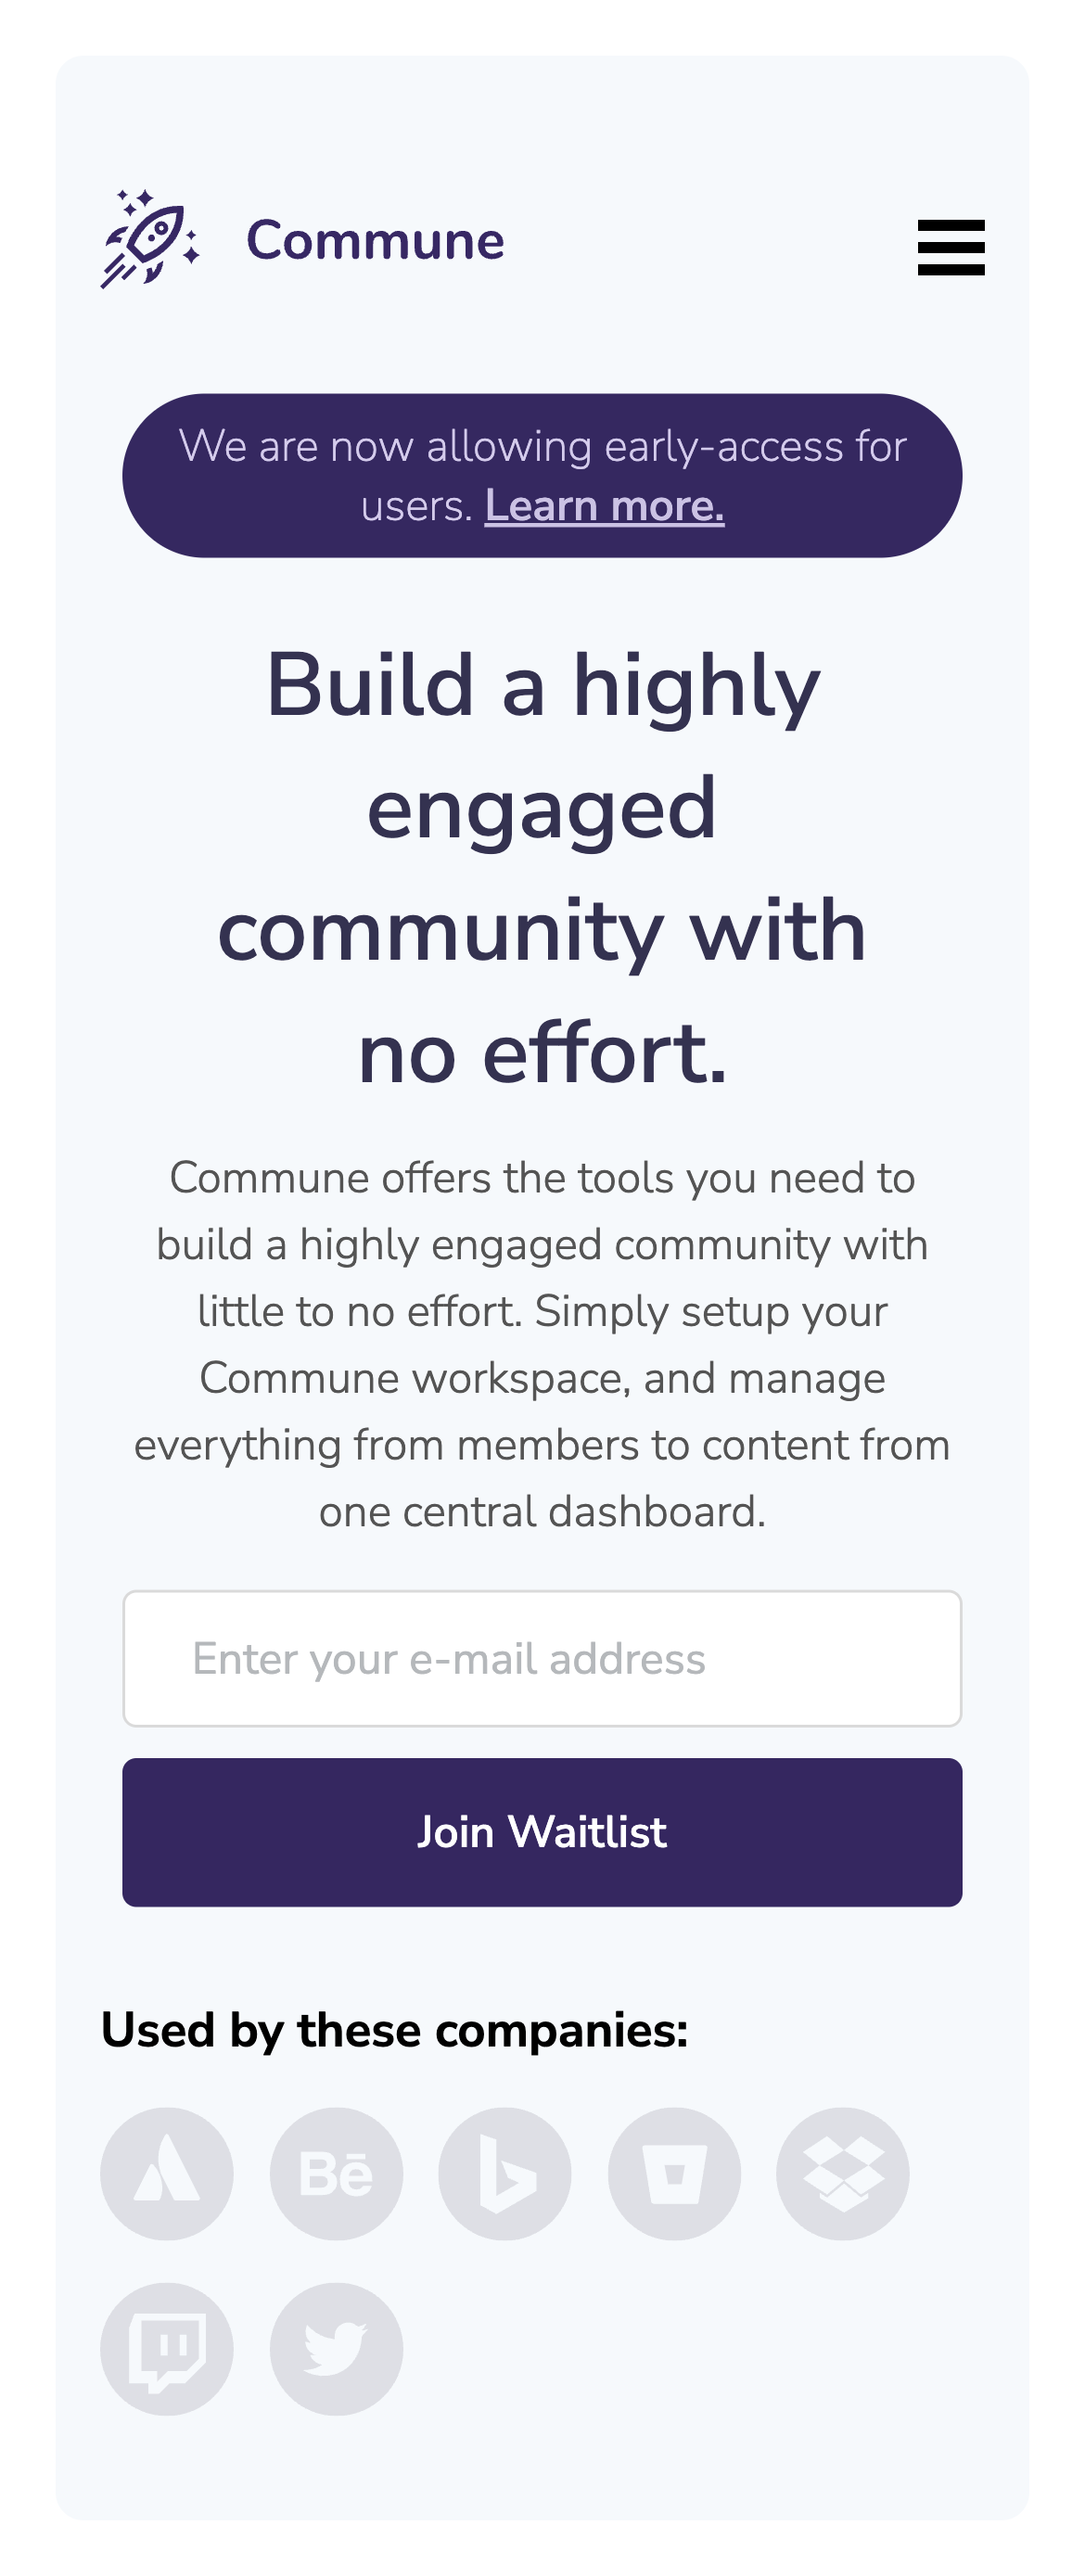 Commune
We are now allowing early-access for
users. Learn more.
Build a highly
engaged
community with
no effort.
Commune offers the tools you need to
build a highly engaged community with
little to no effort. Simply setup your
Commune workspace, and manage
everything from members to content from
one central dashboard.
Enter your e-mail address
Join Waitlist
Used by these companies:
Bē